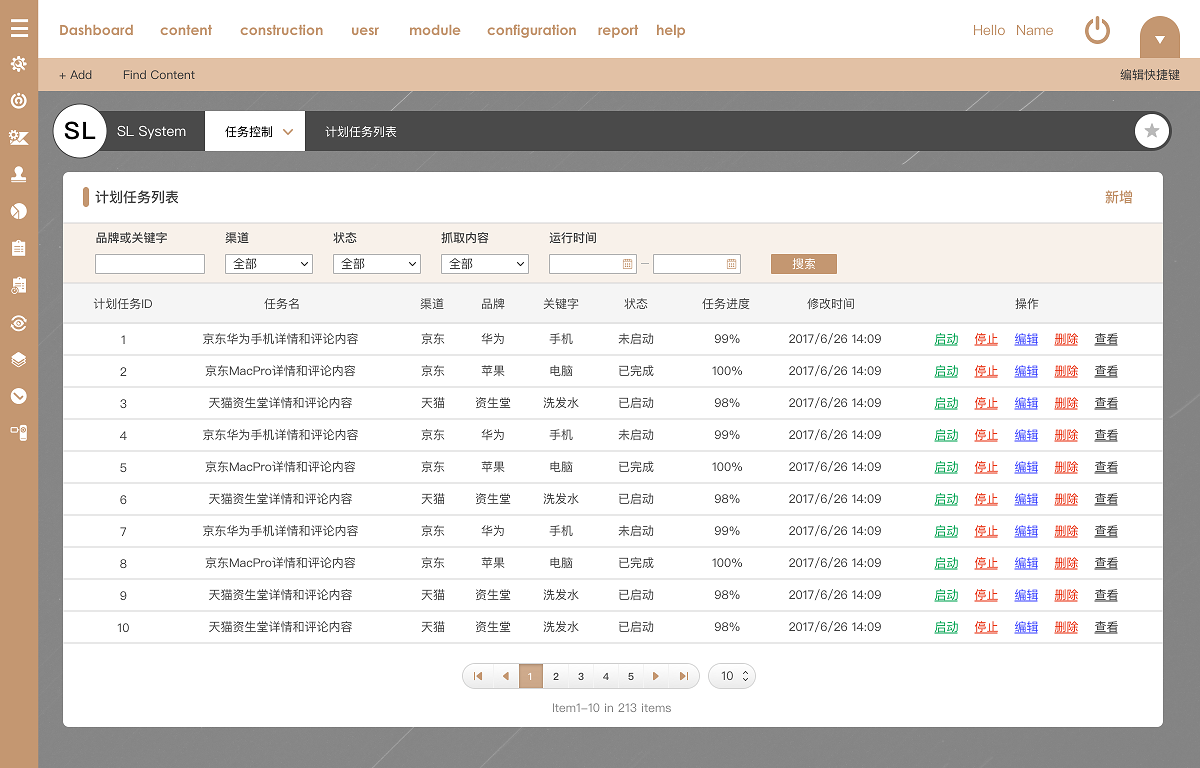 Dashboard content construction uesr module configuration report help Hello Name
+ Add Find Content 编辑快捷键
SL SL System 任务控制 计划任务列表
计划任务列表 新增
品牌或关键字 渠道 状态 抓取内容 运行时间
全部 全部 全部 – 搜索
计划任务ID 任务名 渠道 品牌 关键字 状态 任务进度 修改时间 操作
1 京东华为手机详情和评论内容 京东 华为 手机 未启动 99% 2017/6/26 14:09 启动 停止 编辑 删除 查看
2 京东MacPro详情和评论内容 京东 苹果 电脑 已完成 100% 2017/6/26 14:09 启动 停止 编辑 删除 查看
3 天猫资生堂详情和评论内容 天猫 资生堂 洗发水 已启动 98% 2017/6/26 14:09 启动 停止 编辑 删除 查看
4 京东华为手机详情和评论内容 京东 华为 手机 未启动 99% 2017/6/26 14:09 启动 停止 编辑 删除 查看
5 京东MacPro详情和评论内容 京东 苹果 电脑 已完成 100% 2017/6/26 14:09 启动 停止 编辑 删除 查看
6 天猫资生堂详情和评论内容 天猫 资生堂 洗发水 已启动 98% 2017/6/26 14:09 启动 停止 编辑 删除 查看
7 京东华为手机详情和评论内容 京东 华为 手机 未启动 99% 2017/6/26 14:09 启动 停止 编辑 删除 查看
8 京东MacPro详情和评论内容 京东 苹果 电脑 已完成 100% 2017/6/26 14:09 启动 停止 编辑 删除 查看
9 天猫资生堂详情和评论内容 天猫 资生堂 洗发水 已启动 98% 2017/6/26 14:09 启动 停止 编辑 删除 查看
10 天猫资生堂详情和评论内容 天猫 资生堂 洗发水 已启动 98% 2017/6/26 14:09 启动 停止 编辑 删除 查看
1 2 3 4 5 10
Item1-10 in 213 items